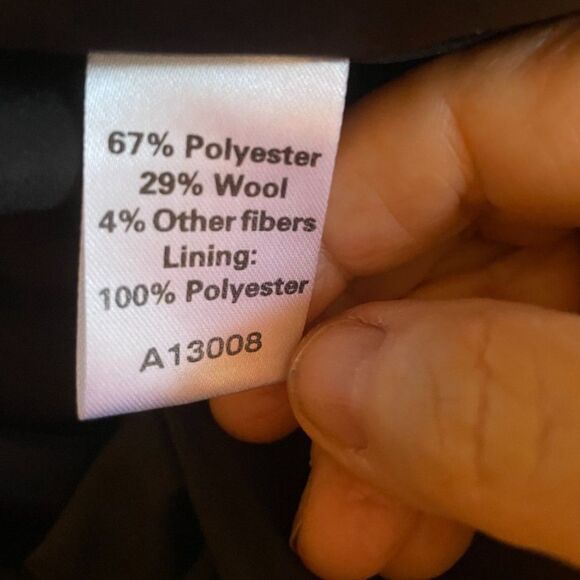 67% Polyester
29% Wool
4% Other fibers
Lining:
100% Polyester
A13008